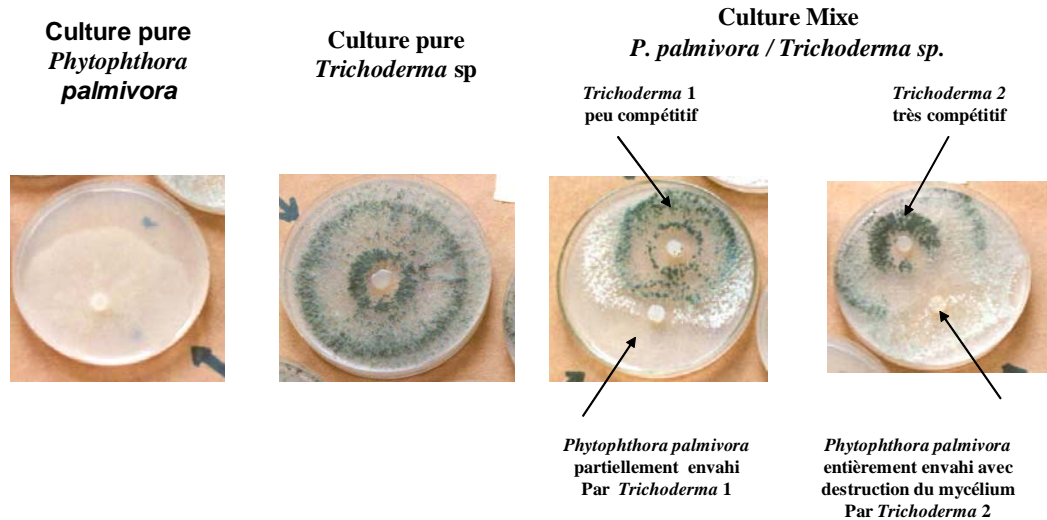 Culture pure
Phytophthora
palmivora
Culture pure
Trichoderma sp
Culture Mixe
P. palmivora / Trichoderma sp.
Trichoderma 1
peu compétitif
Trichoderma 2
très compétitif
Phytophthora palmivora
partiellement envahi
Par Trichoderma 1
Phytophthora palmivora
entièrement envahi avec
destruction du mycélium
Par Trichoderma 2